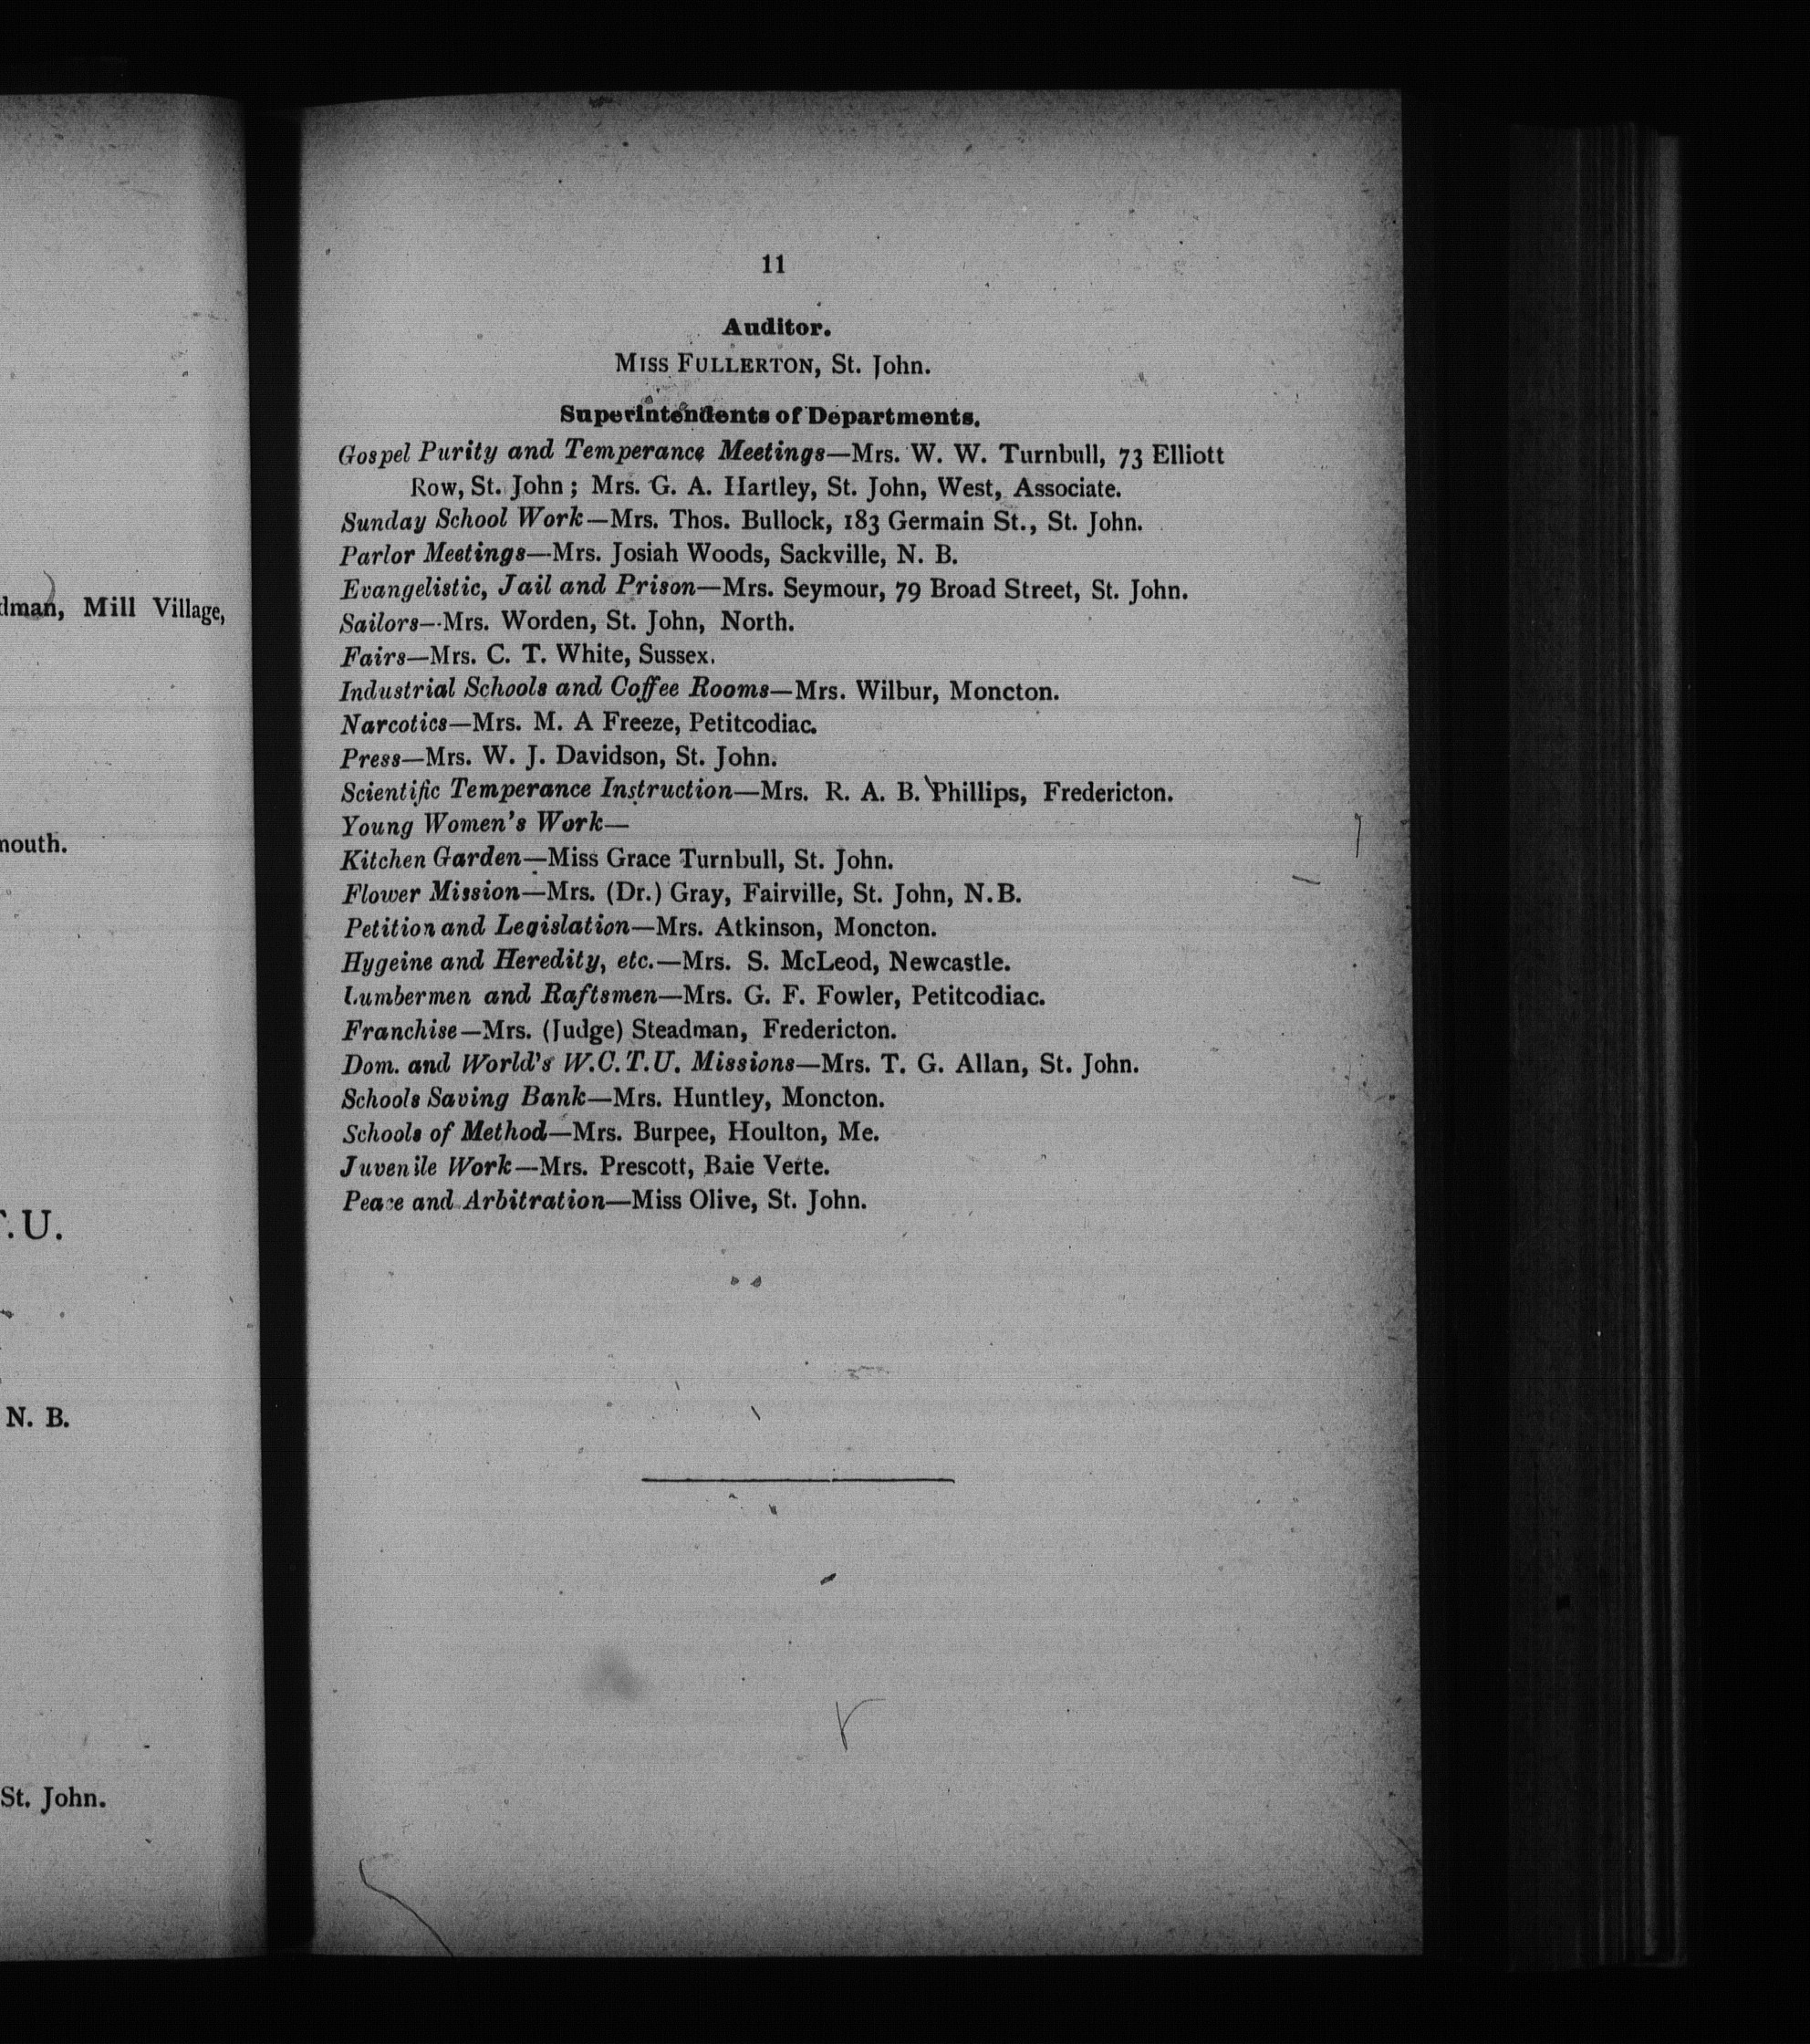 dman, Mill Village,
mouth.
T.U.
N. B.
St. John.
11
Auditor.
MISS FULLERTON, St. John.
Superintendents of Departments.
Gospel Purity and Temperance Meetings—Mrs. W. W. Turnbull, 73 Elliott
Row, St. John; Mrs. G. A. Hartley, St. John, West, Associate.
Sunday School Work—Mrs. Thos. Bullock, 183 Germain St., St. John.
Parlor Meetings—Mrs. Josiah Woods, Sackville, N. B.
Evangelistic, Jail and Prison—Mrs. Seymour, 79 Broad Street, St. John.
Sailors—Mrs. Worden, St. John, North.
Fairs—Mrs. C. T. White, Sussex.
Industrial Schools and Coffee Rooms—Mrs. Wilbur, Moncton.
Narcotics—Mrs. M. A Freeze, Petitcodiac.
Press—Mrs. W. J. Davidson, St. John.
Scientific Temperance Instruction—Mrs. R. A. B. Phillips, Fredericton.
Young Women's Work—
Kitchen Garden—Miss Grace Turnbull, St. John.
Flower Mission—Mrs. (Dr.) Gray, Fairville, St. John, N.B.
Petition and Legislation—Mrs. Atkinson, Moncton.
Hygeine and Heredity, etc.—Mrs. S. McLeod, Newcastle.
Lumbermen and Raftsmen—Mrs. G. F. Fowler, Petitcodiac.
Franchise—Mrs. (Judge) Steadman, Fredericton.
Dom. and World's W.C.T.U. Missions—Mrs. T. G. Allan, St. John.
Schools Saving Bank—Mrs. Huntley, Moncton.
Schools of Method—Mrs. Burpee, Houlton, Me.
Juvenile Work—Mrs. Prescott, Baie Verte.
Peace and Arbitration—Miss Olive, St. John.